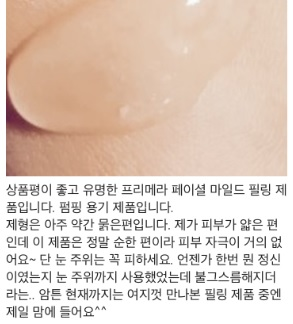 상품평이 좋고 유명한 프리메라 페이셜 마일드 필링 제
품입니다. 펌핑 용기 제품입니다.
제형은 아주 약간 묽은편입니다. 제가 피부가 얇은 편
인데 이 제품은 정말 순한 편이라 피부 자극이 거의 없
어요~ 단 눈 주위는 꼭 피하세요. 언젠가 한번 뭔 정신
이였는지 눈 주위까지 사용했었는데 불그스름해지더
라는.. 암튼 현재까지는 여지껏 만나본 필링 제품 중엔
제일 맘에 들어요^^